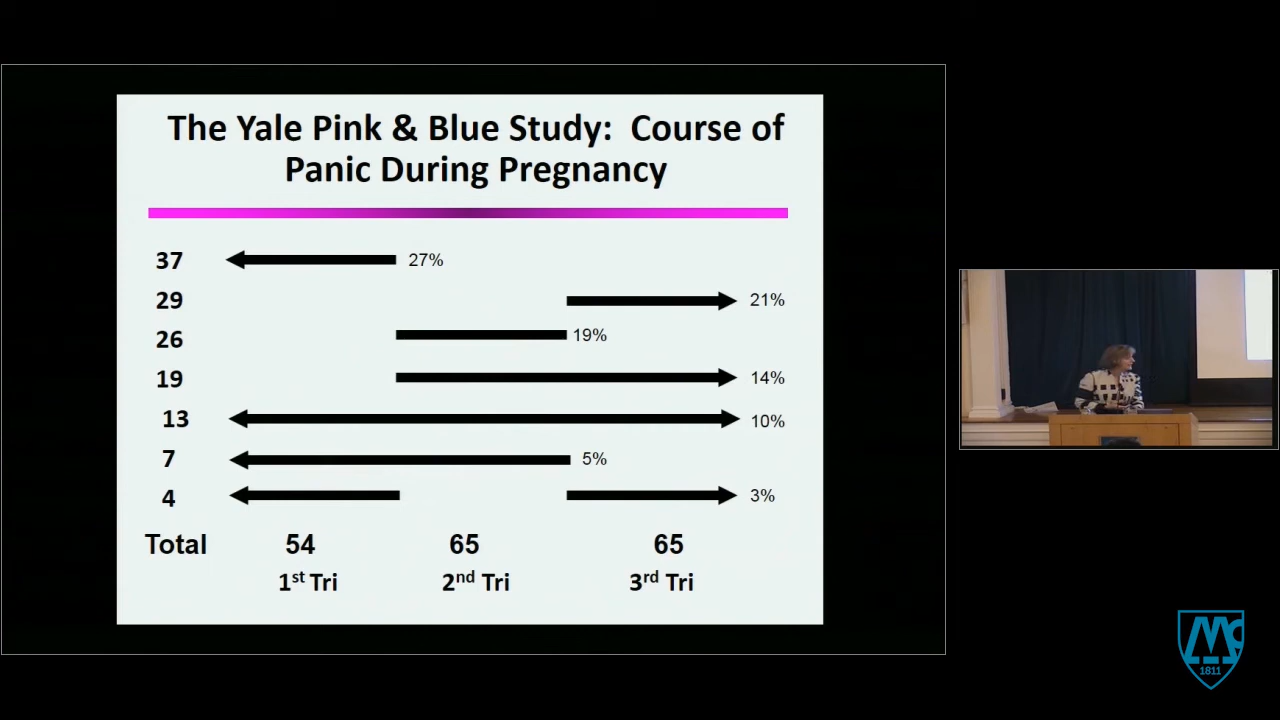 The Yale Pink & Blue Study: Course of
Panic During Pregnancy
37 27%
29 21%
26 19%
19 14%
13 10%
7 5%
4 3%
Total 54 65 65
1st Tri 2nd Tri 3rd Tri
Mc
1811